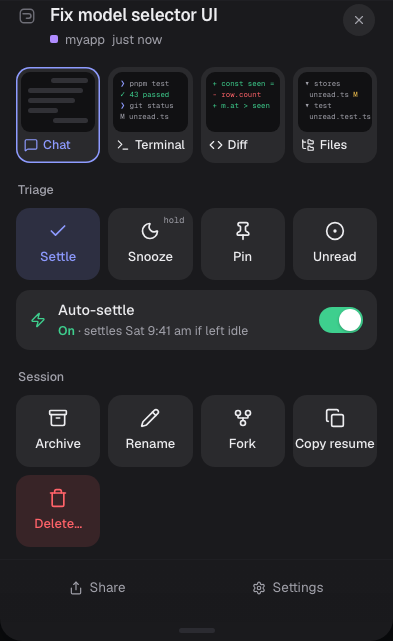 Fix model selector UI
myapp just now
❯ pnpm test
✓ 43 passed
❯ git status
M unread.ts
+ const seen =
- row.count
+ m.at > seen
▾ stores
unread.ts M
▾ test
unread.test.ts
Chat
Terminal
Diff
Files
Triage
hold
Settle
Snooze
Pin
Unread
Auto-settle
On · settles Sat 9:41 am if left idle
Session
Archive
Rename
Fork
Copy resume
Delete…
Share
Settings